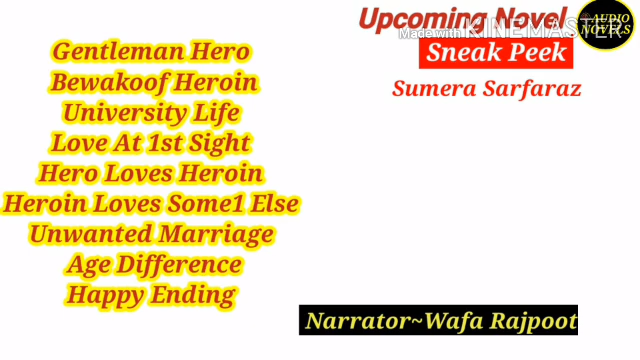 Upcoming Novel
AUDIO
NOVELS
Made with KINEMASTER
Sneak Peek
Sumera Sarfaraz
Gentleman Hero
Bewakoof Heroin
University Life
Love At 1st Sight
Hero Loves Heroin
Heroin Loves Some1 Else
Unwanted Marriage
Age Difference
Happy Ending
Narrator~Wafa Rajpoot